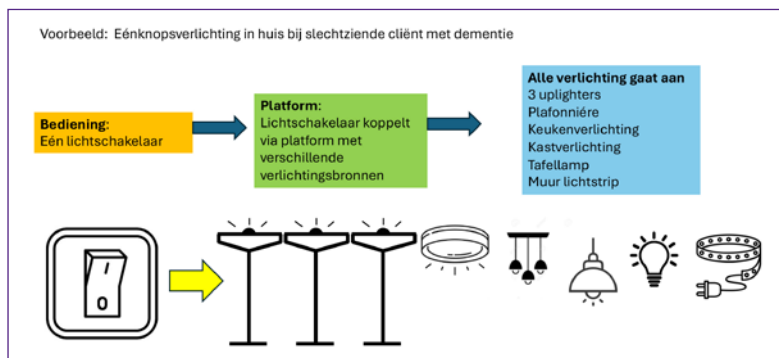 Voorbeeld: Eénknopsverlichting in huis bij slechtziende cliënt met dementie
Bediening:
Eén lichtschakelaar
Platform:
Lichtschakelaar koppelt
via platform met
verschillende
verlichtingsbronnen
Alle verlichting gaat aan
3 uplighters
Plafonniére
Keukenverlichting
Kastverlichting
Tafellamp
Muur lichtstrip
I
0